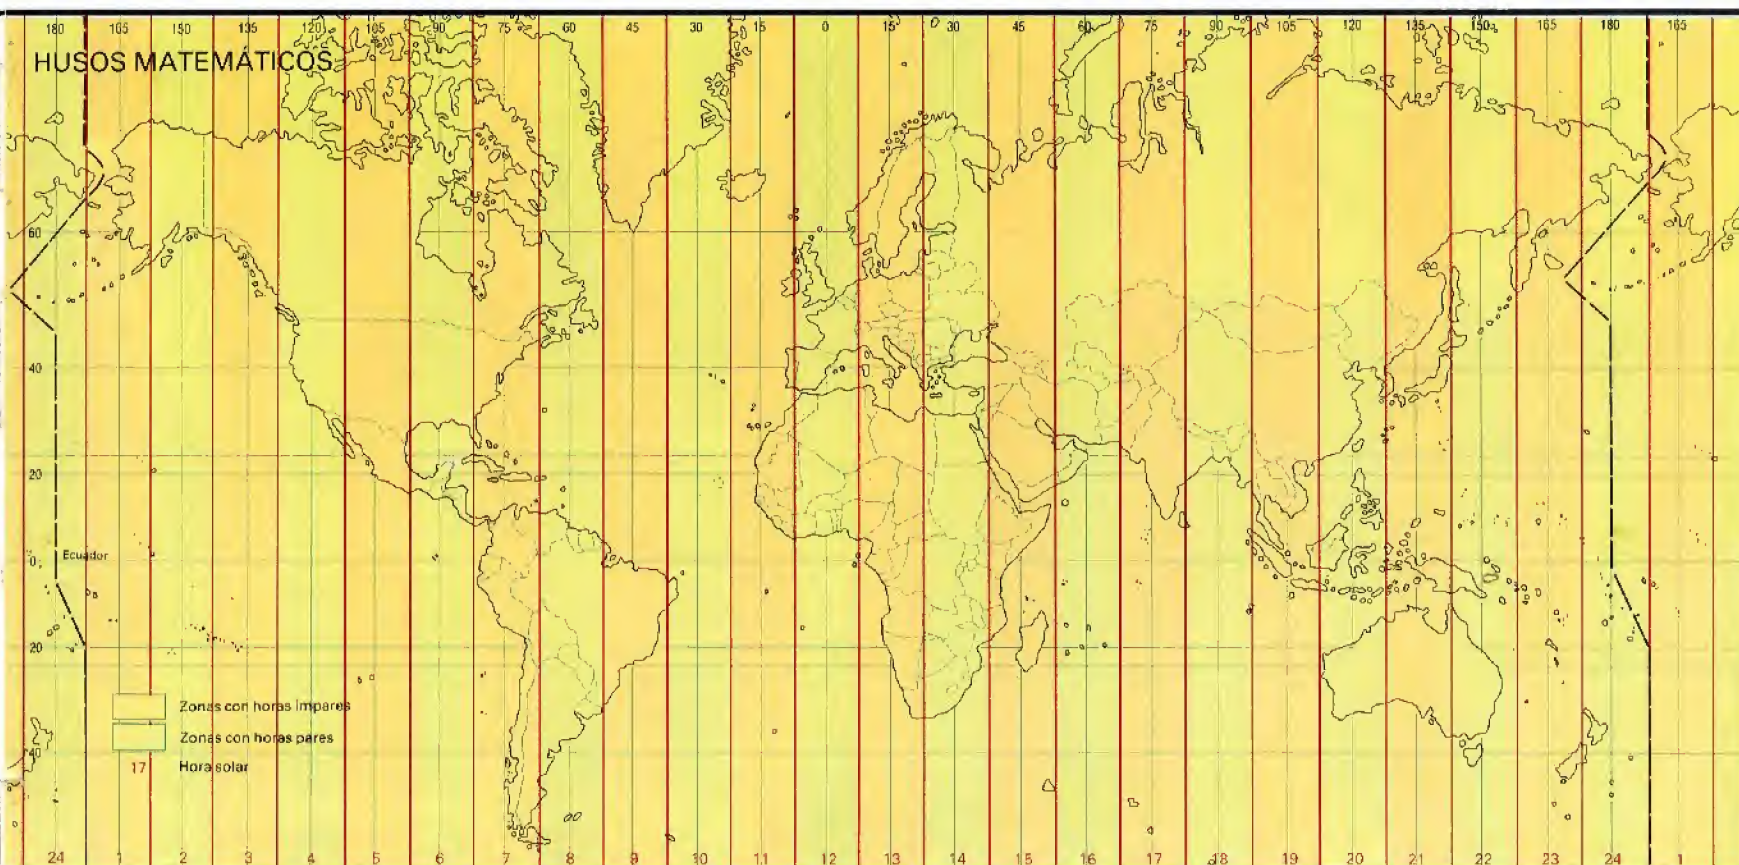 180 165 150 135 120 105 90 75 60 45 30 15 0 15 30 45 60 75 90 105 120 135 150 165 180 165
HUSOS MATEMÁTICOS
60
40
20
Ecuador
0
20
Zonas con horas impares
Zonas con horas pares
40
17 Hora solar
24 1 2 3 4 5 6 7 8 9 10 11 12 13 14 15 16 17 18 19 20 21 22 23 24 1